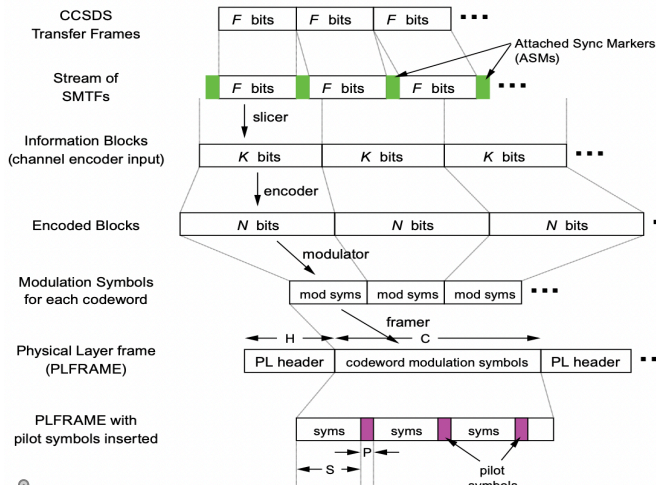 CCSDS
Transfer Frames
F bits F bits F bits
Attached Sync Markers
(ASMs)
Stream of
SMTFs
F bits F bits F bits
slicer
Information Blocks
(channel encoder input)
K bits K bits K bits
encoder
Encoded Blocks
N bits N bits N bits
modulator
Modulation Symbols
for each codeword
mod syms mod syms mod syms
framer
H C
Physical Layer frame
(PLFRAME)
PL header codeword modulation symbols PL header
PLFRAME with
pilot symbols inserted
syms syms syms
P
S
pilot
symbols